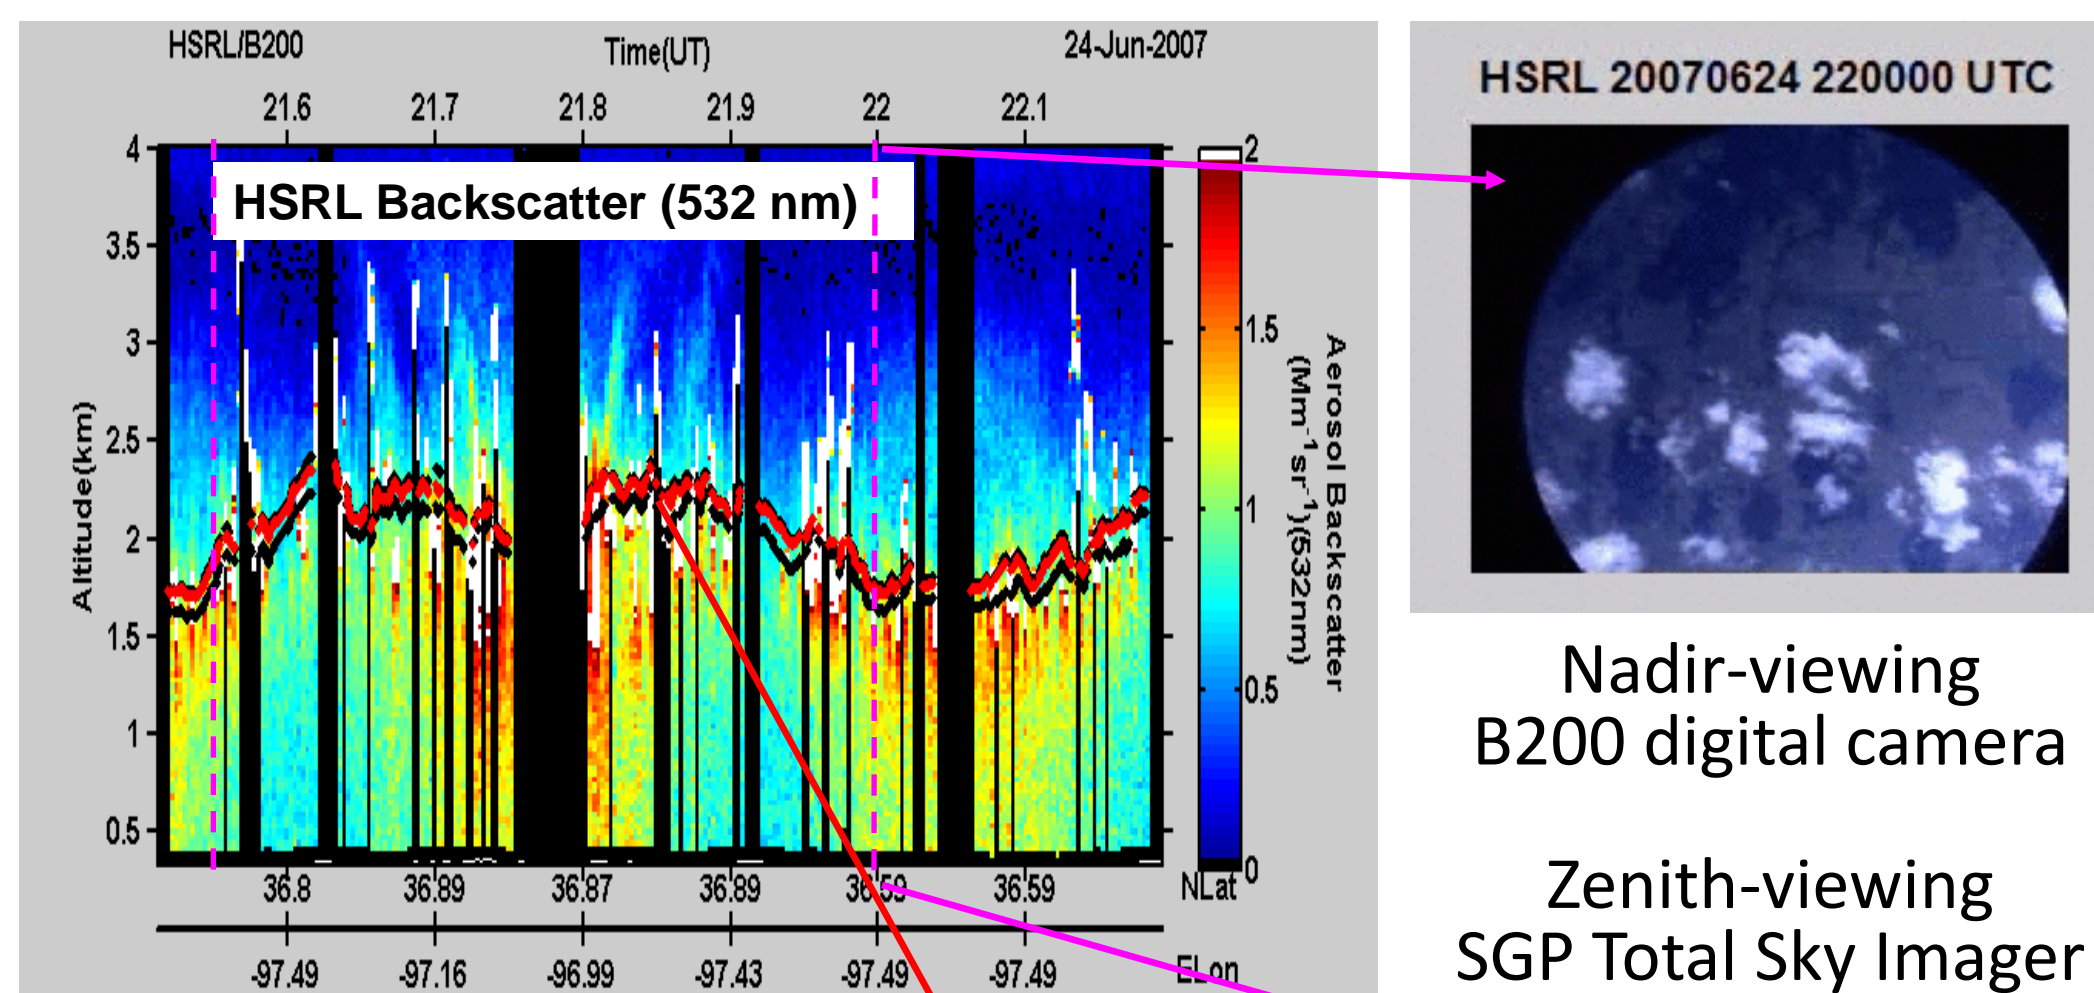 HSRL/B200 Time(UT) 24-Jun-2007
21.6 21.7 21.8 21.9 22 22.1
HSRL Backscatter (532 nm)
Altitude(km)
4
3.5
3
2.5
2
1.5
1
0.5
2
1.5
1
0.5
0
Aerosol Backscatter
(Mm-1 sr-1)(532nm)
36.8 36.89 36.97 36.89 36.59 36.59 NLat
-97.49 -97.16 -96.99 -97.43 -97.49 -97.49 ELon
HSRL 20070624 220000 UTC
Nadir-viewing
B200 digital camera
Zenith-viewing
SGP Total Sky Imager